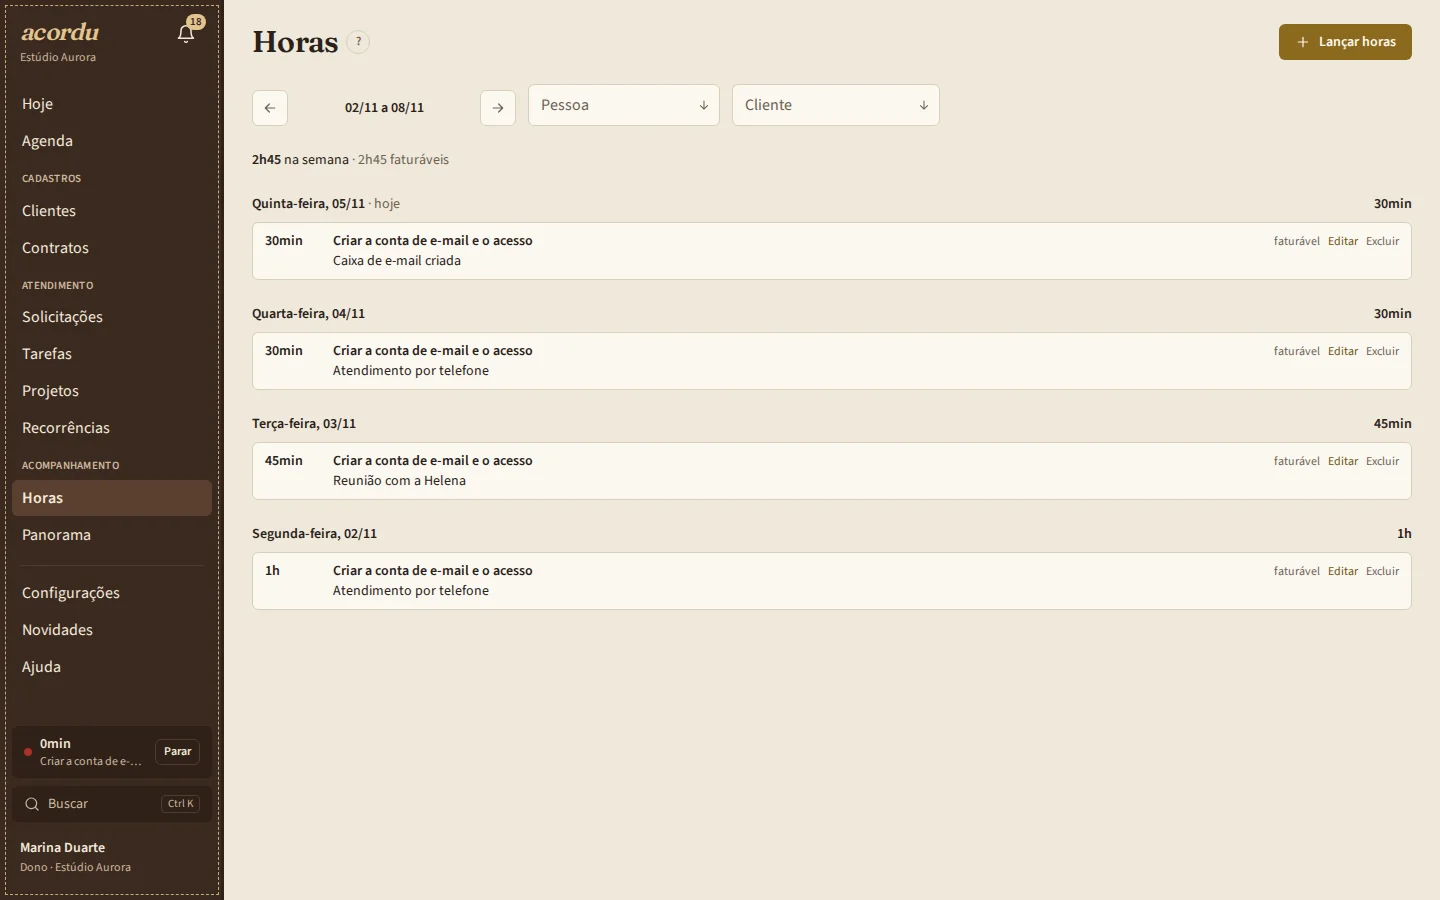 acordu
18
Estúdio Aurora
Hoje
Agenda
CADASTROS
Clientes
Contratos
ATENDIMENTO
Solicitações
Tarefas
Projetos
Recorrências
ACOMPANHAMENTO
Horas
Panorama
Configurações
Novidades
Ajuda
0min
Criar a conta de e-…
Parar
Buscar
Ctrl K
Marina Duarte
Dono · Estúdio Aurora
Horas ?
Lançar horas
02/11 a 08/11
Pessoa
Cliente
2h45 na semana · 2h45 faturáveis
Quinta-feira, 05/11 · hoje 30min
30min Criar a conta de e-mail e o acesso faturável Editar Excluir
Caixa de e-mail criada
Quarta-feira, 04/11 30min
30min Criar a conta de e-mail e o acesso faturável Editar Excluir
Atendimento por telefone
Terça-feira, 03/11 45min
45min Criar a conta de e-mail e o acesso faturável Editar Excluir
Reunião com a Helena
Segunda-feira, 02/11 1h
1h Criar a conta de e-mail e o acesso faturável Editar Excluir
Atendimento por telefone